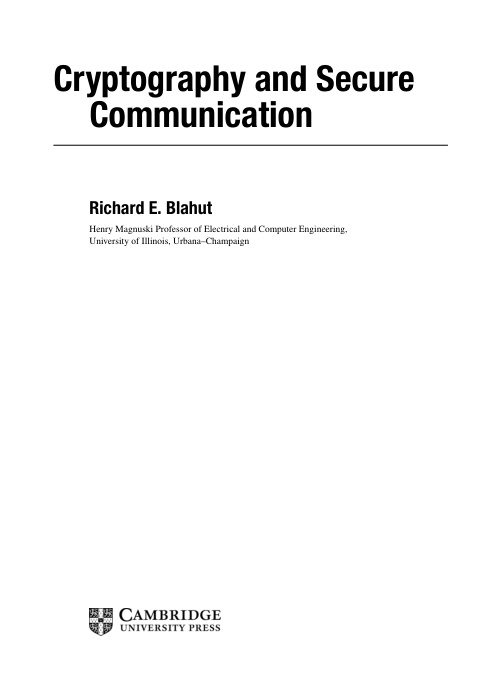 Cryptography and Secure
Communication
Richard E. Blahut
Henry Magnuski Professor of Electrical and Computer Engineering,
University of Illinois, Urbana–Champaign
CAMBRIDGE
UNIVERSITY PRESS